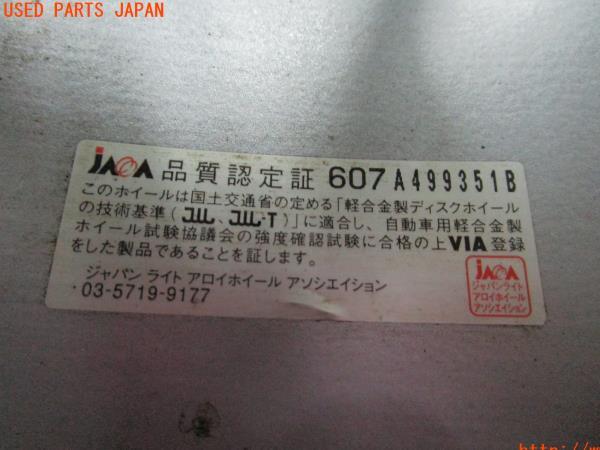 USED PARTS JAPAN
JAWA 品質認定証 607 A499351B
このホイールは国土交通省の定める「軽合金製ディスクホイール
の技術基準（JWL、JWL-T）」に適合し、自動車用軽合金製
ホイール試験協議会の強度確認試験に合格の上VIA登録
をした製品であることを証します。
ジャパン ライト アロイホイール アソシエイション
03-5719-9177
JAWA
ジャパンライト
アロイホイール
アソシエイション